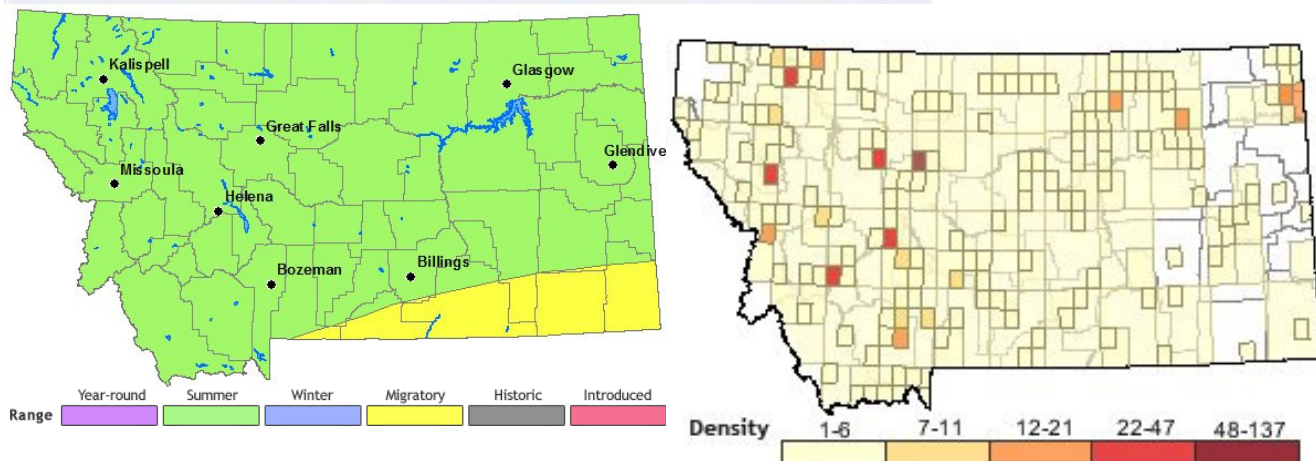 Kalispell
Glasgow
Great Falls
Glendive
Missoula
Helena
Bozeman
Billings
Range Year-round Summer Winter Migratory Historic Introduced
Density 1-6 7-11 12-21 22-47 48-137